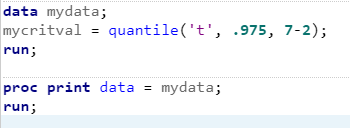 data mydata;
mycritval = quantile('t', .975, 7-2);
run;
proc print data = mydata;
run;